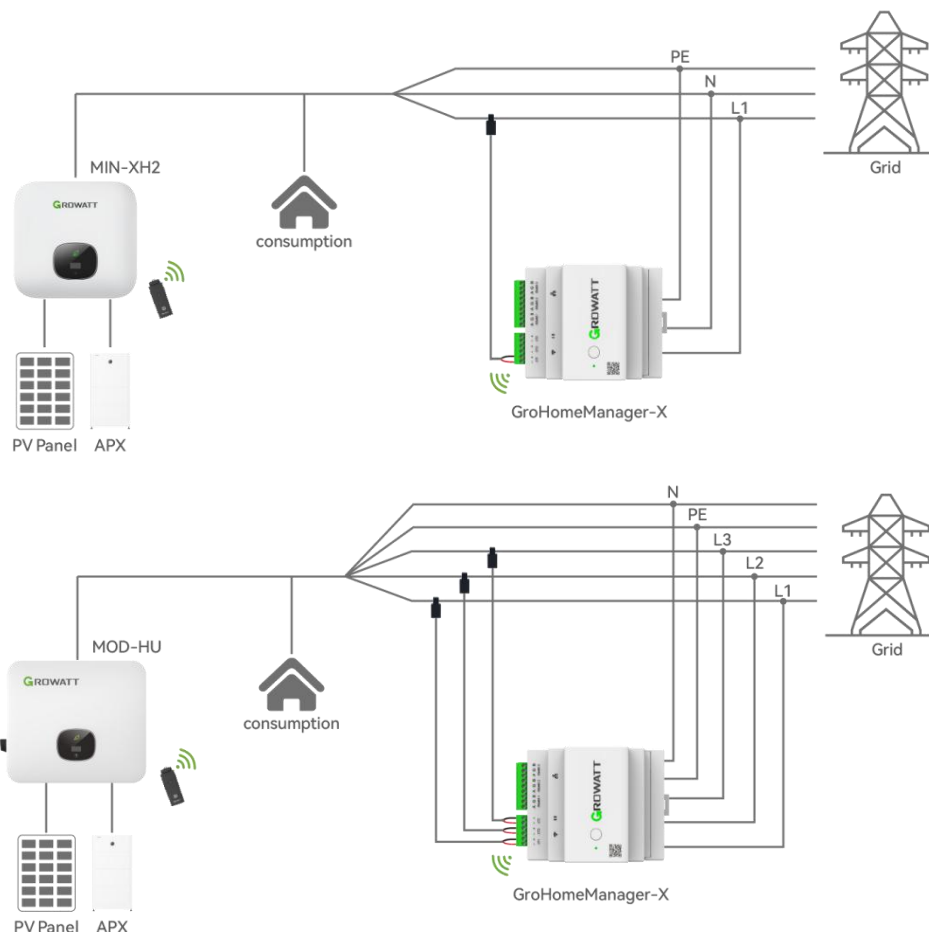 PE
N
L1
Grid
MIN-XH2
GROWATT
consumption
GROWATT
PV Panel
APX
GroHomeManager-X
N
PE
L3
L2
L1
Grid
MOD-HU
GROWATT
consumption
GROWATT
GroHomeManager-X
PV Panel
APX